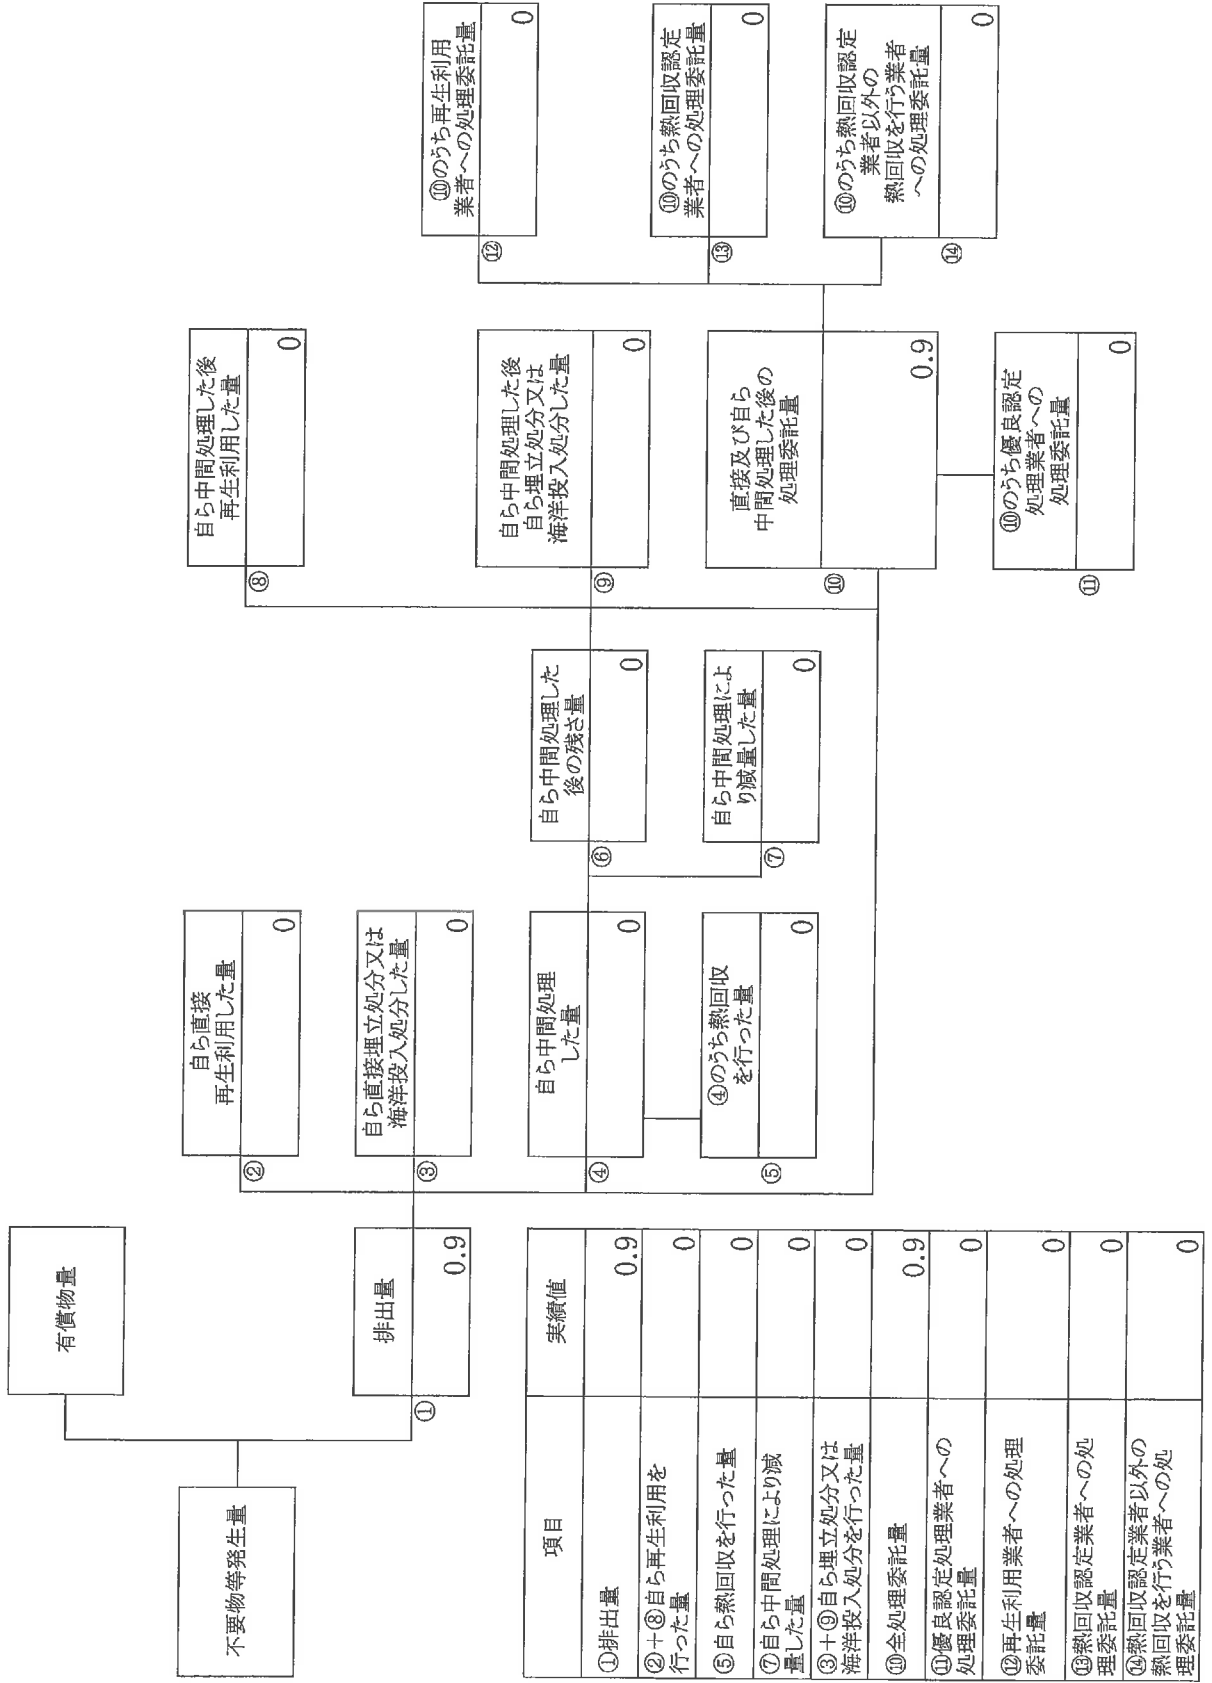 不要物等発生量
有償物量
排出量
①
0.9
自ら直接
再生利用した量
②
0
自ら直接埋立処分又は
海洋投入処分した量
③
0
自ら中間処理
した量
④
0
④のうち熱回収
を行った量
⑤
0
自ら中間処理した
後の残さ量
⑥
0
自ら中間処理によ
り減量した量
⑦
0
自ら中間処理した後
再生利用した量
⑧
0
自ら中間処理した後
自ら埋立処分又は
海洋投入処分した量
⑨
0
直接及び自ら
中間処理した後の
処理委託量
⑩
0.9
⑩のうち優良認定
処理業者への
処理委託量
⑪
0
⑩のうち再生利用
業者への処理委託量
⑫
0
⑩のうち熱回収認定
業者への処理委託量
⑬
0
⑩のうち熱回収認定
業者以外の
熱回収を行う業者
への処理委託量
⑭
0
項目 実績値
①排出量 0.9
②+⑧自ら再生利用を
行った量 0
⑤自ら熱回収を行った量 0
⑦自ら中間処理により減
量した量 0
③+⑨自ら埋立処分又は
海洋投入処分を行った量 0
⑩全処理委託量 0.9
⑪優良認定処理業者への
処理委託量 0
⑫再生利用業者への処理
委託量 0
⑬熱回収認定業者への処
理委託量 0
⑭熱回収認定業者以外の
熱回収を行う業者への処
理委託量 0